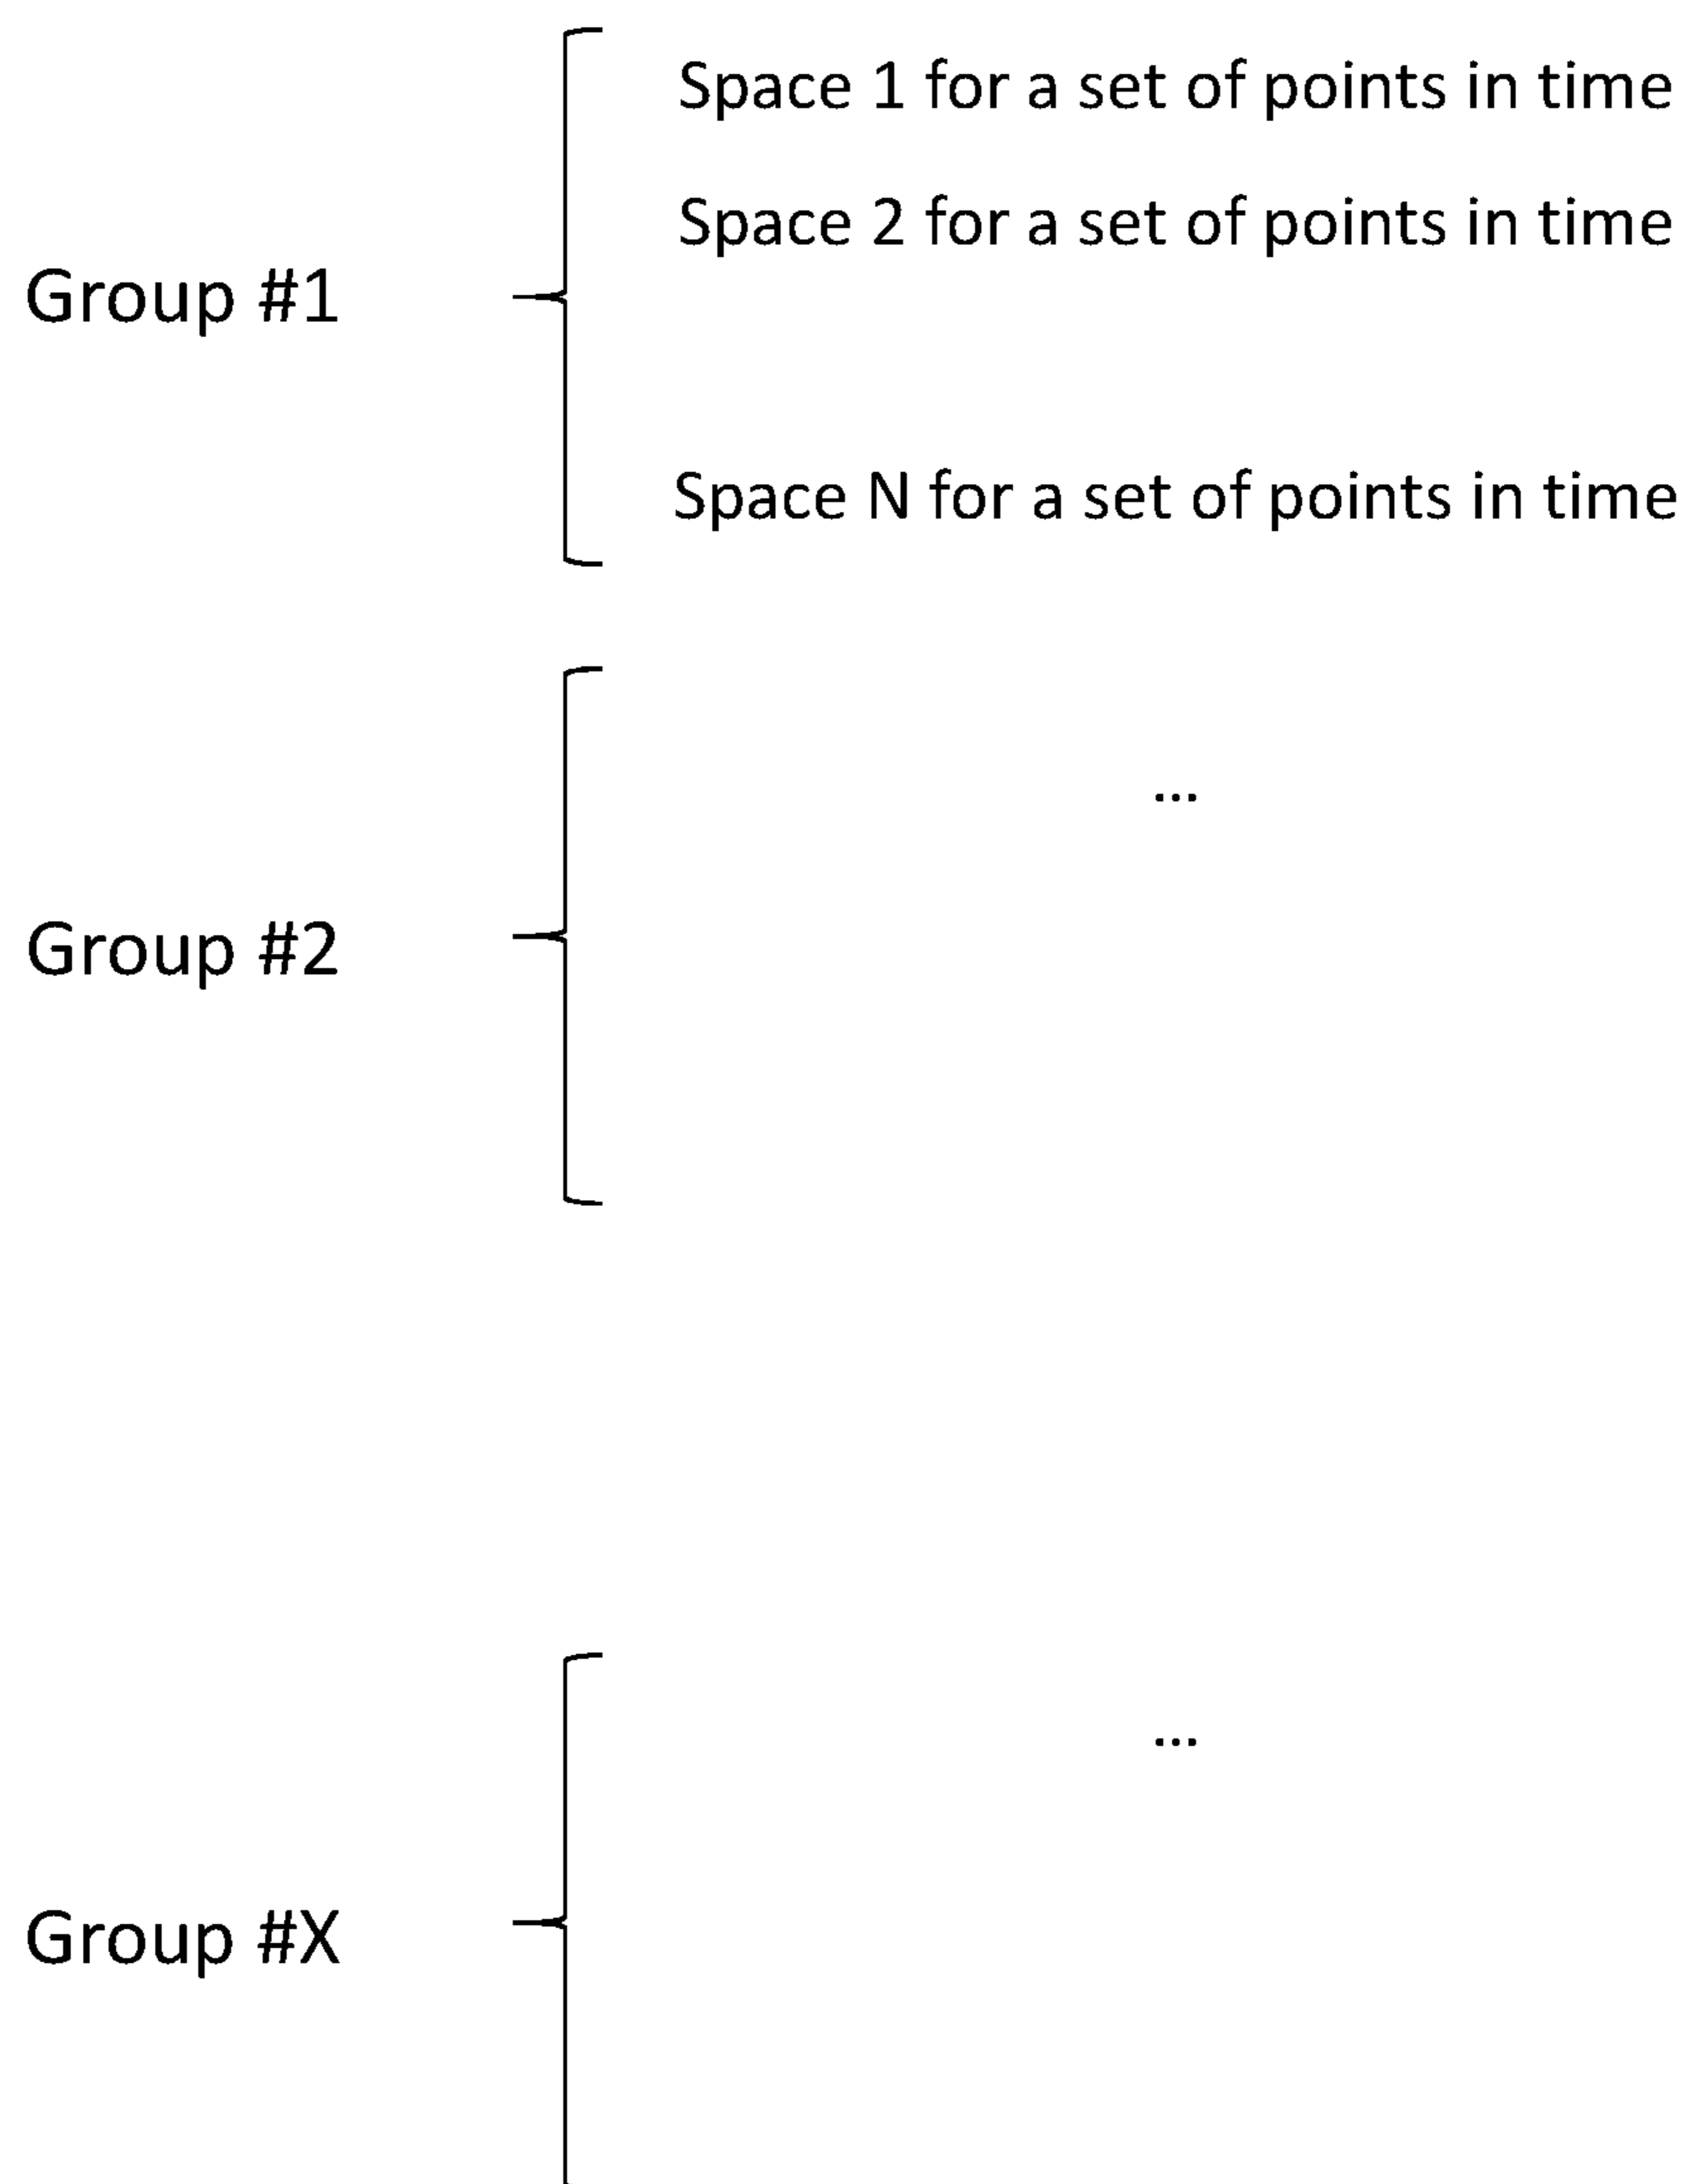 Space 1 for a set of points in time
Space 2 for a set of points in time
Group #1
Space N for a set of points in time
...
Group #2
...
Group #X